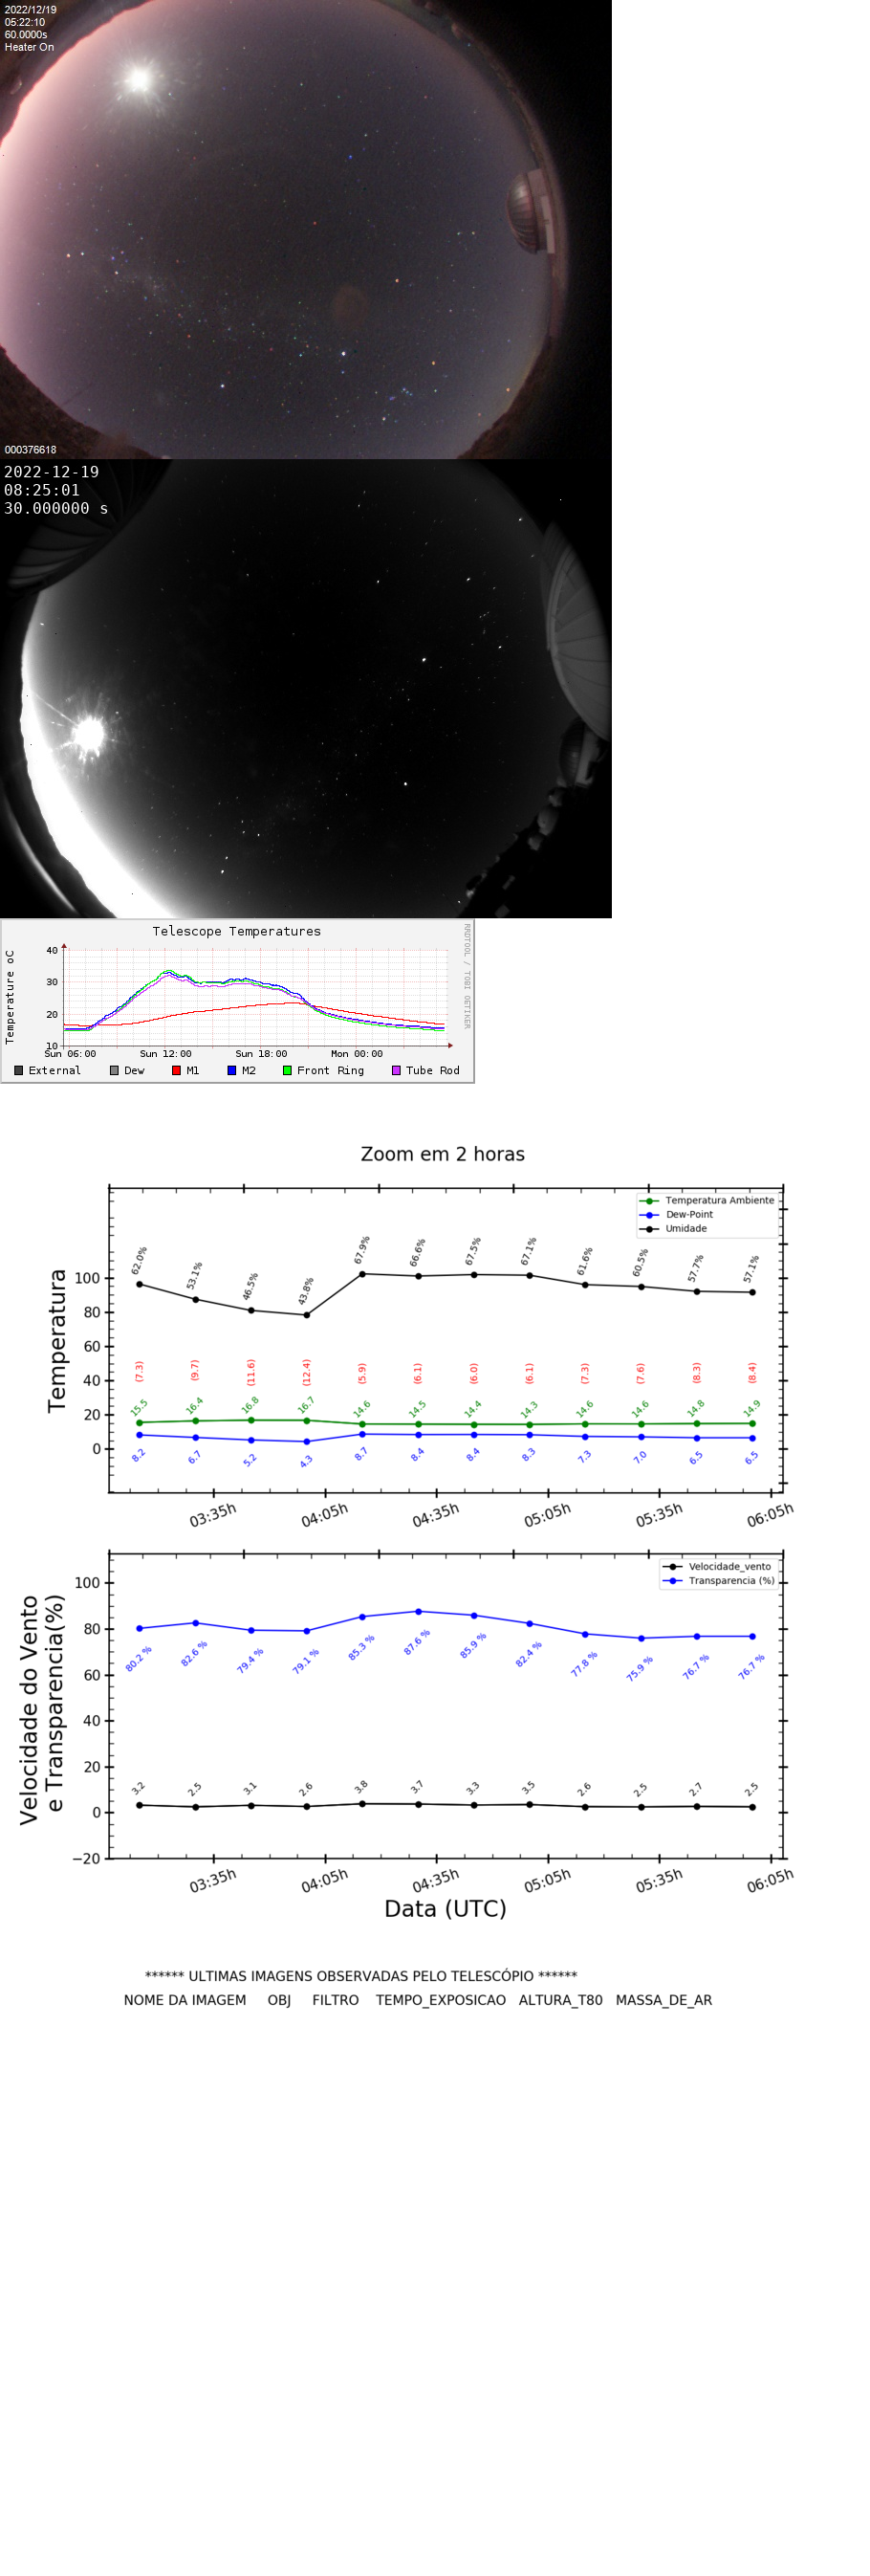 2022/12/19
05:22:10
60.0000s
Heater On
000376618
2022-12-19
08:25:01
30.000000 s
Telescope Temperatures
RRDTOOL / TOBI OETIKER
Temperature oC
40
30
20
10
Sun 06:00 Sun 12:00 Sun 18:00 Mon 00:00
External Dew M1 M2 Front Ring Tube Rod
Zoom em 2 horas
Temperatura Ambiente
Dew-Point
Umidade
Temperatura
100
80
60
40
20
0
62.0% 53.1% 46.5% 43.8% 67.9% 66.6% 67.5% 67.1% 61.6% 60.5% 57.7% 57.1%
(7.3) (9.7) (11.6) (12.4) (5.9) (6.1) (6.0) (6.1) (7.3) (7.6) (8.3) (8.4)
15.5 16.4 16.8 16.7 14.6 14.5 14.4 14.3 14.6 14.6 14.8 14.9
8.2 6.7 5.2 4.3 8.7 8.4 8.4 8.3 7.3 7.0 6.5 6.5
03:35h 04:05h 04:35h 05:05h 05:35h 06:05h
Velocidade_vento
Transparencia (%)
Velocidade do Vento
e Transparencia(%)
100
80
60
40
20
0
−20
80.2 % 82.6 % 79.4 % 79.1 % 85.3 % 87.6 % 85.9 % 82.4 % 77.8 % 75.9 % 76.7 % 76.7 %
3.2 2.5 3.1 2.6 3.8 3.7 3.3 3.5 2.6 2.5 2.7 2.5
03:35h 04:05h 04:35h 05:05h 05:35h 06:05h
Data (UTC)
****** ULTIMAS IMAGENS OBSERVADAS PELO TELESCÓPIO ******
NOME DA IMAGEM OBJ FILTRO TEMPO_EXPOSICAO ALTURA_T80 MASSA_DE_AR